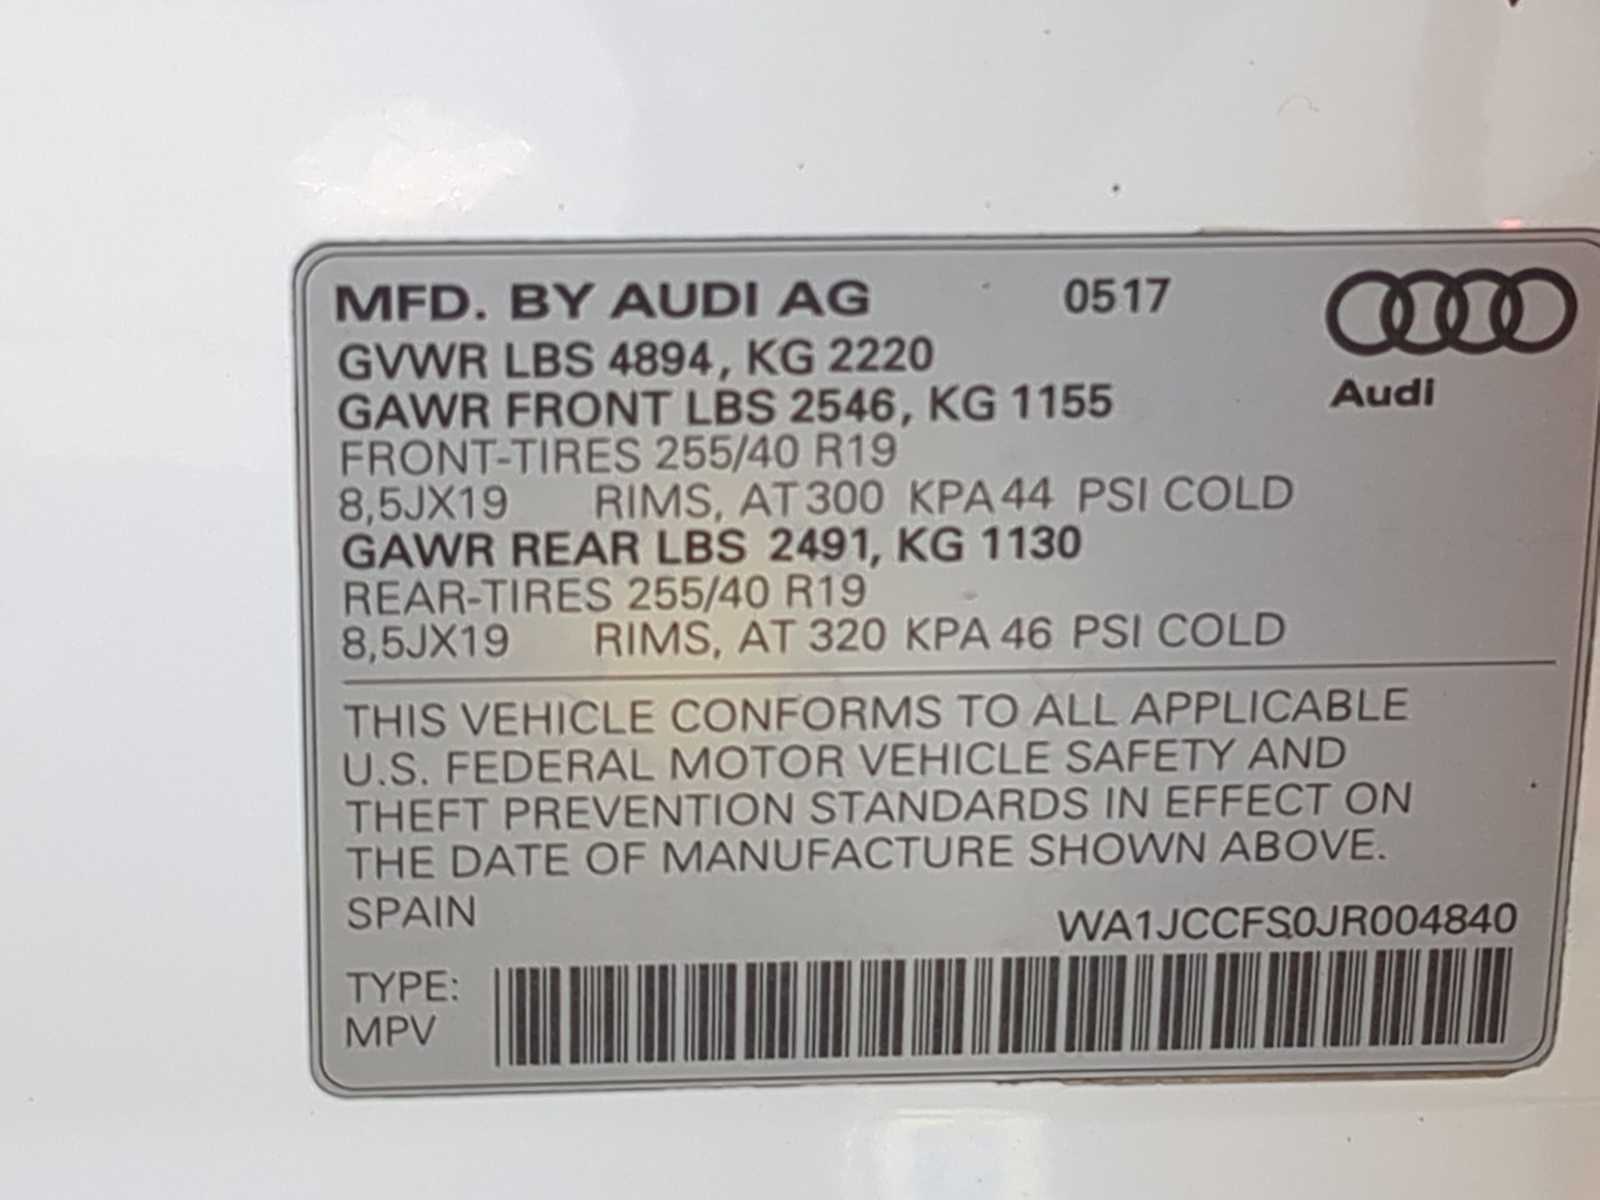 MFD. BY AUDI AG 0517
GVWR LBS 4894, KG 2220
GAWR FRONT LBS 2546, KG 1155
Audi
FRONT-TIRES 255/40 R19
8,5JX19 RIMS, AT 300 KPA 44 PSI COLD
GAWR REAR LBS 2491, KG 1130
REAR-TIRES 255/40 R19
8,5JX19 RIMS, AT 320 KPA 46 PSI COLD
THIS VEHICLE CONFORMS TO ALL APPLICABLE
U.S. FEDERAL MOTOR VEHICLE SAFETY AND
THEFT PREVENTION STANDARDS IN EFFECT ON
THE DATE OF MANUFACTURE SHOWN ABOVE.
SPAIN
WA1JCCFS0JR004840
TYPE:
MPV